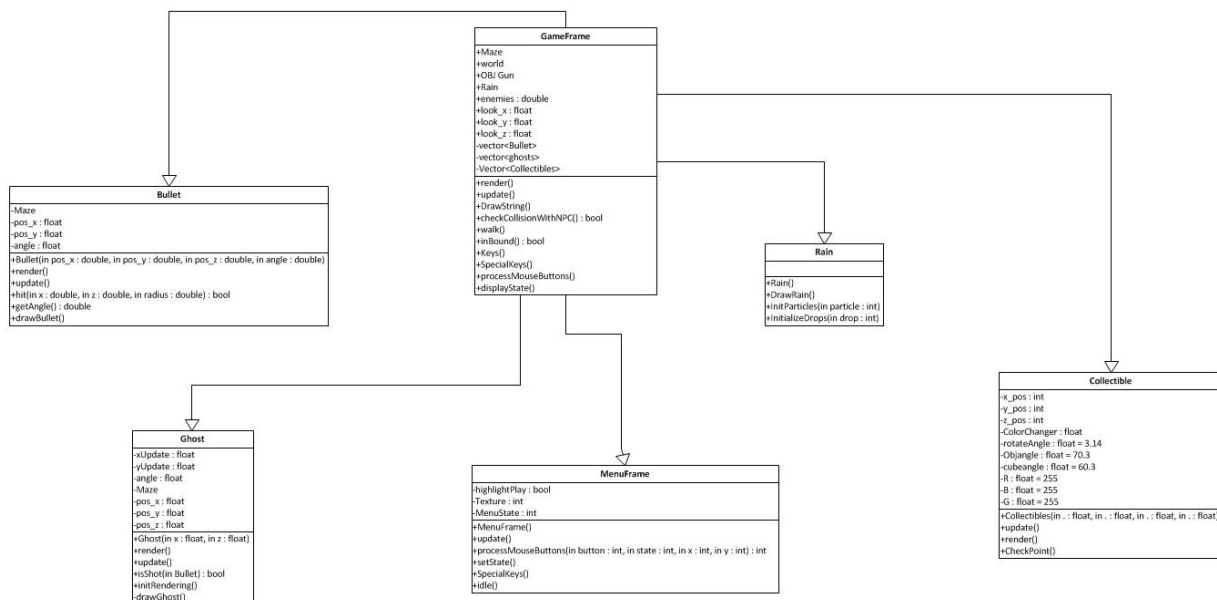 GameFrame
+Maze
+world
+OBJ Gun
+Rain
+enemies : double
+look_x : float
+look_y : float
+look_z : float
-vector<Bullet>
-vector<ghosts>
-Vector<Collectibles>
+render()
+update()
+DrawString()
+checkCollisionWithNPC() : bool
+walk()
+inBound() : bool
+Keys()
+SpecialKeys()
+processMouseButtons()
+displayState()
Bullet
-Maze
-pos_x : float
-pos_y : float
-angle : float
+Bullet(in pos_x : double, in pos_y : double, in pos_z : double, in angle : double)
+render()
+update()
+hit(in x : double, in z : double, in radius : double) : bool
+getAngle() : double
+drawBullet()
Rain
+Rain()
+DrawRain()
+InitParticles(in particle : int)
+InitializeDrops(in drop : int)
Collectible
-x_pos : int
-y_pos : int
-z_pos : int
-ColorChanger : float
-rotateAngle : float = 3.14
-Objangle : float = 70.3
-cubeangle : float = 60.3
-R : float = 255
-B : float = 255
-G : float = 255
+Collectibles(in . : float, in . : float, in . : float, in . : float)
+update()
+render()
+CheckPoint()
Ghost
-xUpdate : float
-yUpdate : float
-angle : float
-Maze
-pos_x : float
-pos_y : float
-pos_z : float
+Ghost(in x : float, in z : float)
+render()
+update()
+isShot(in Bullet) : bool
+initRendering()
-drawGhost()
MenuFrame
-highlightPlay : bool
-Texture : int
-MenuState : int
+MenuFrame()
+update()
+processMouseButtons(in button : int, in state : int, in x : int, in y : int) : int
+setState()
+SpecialKeys()
+idle()